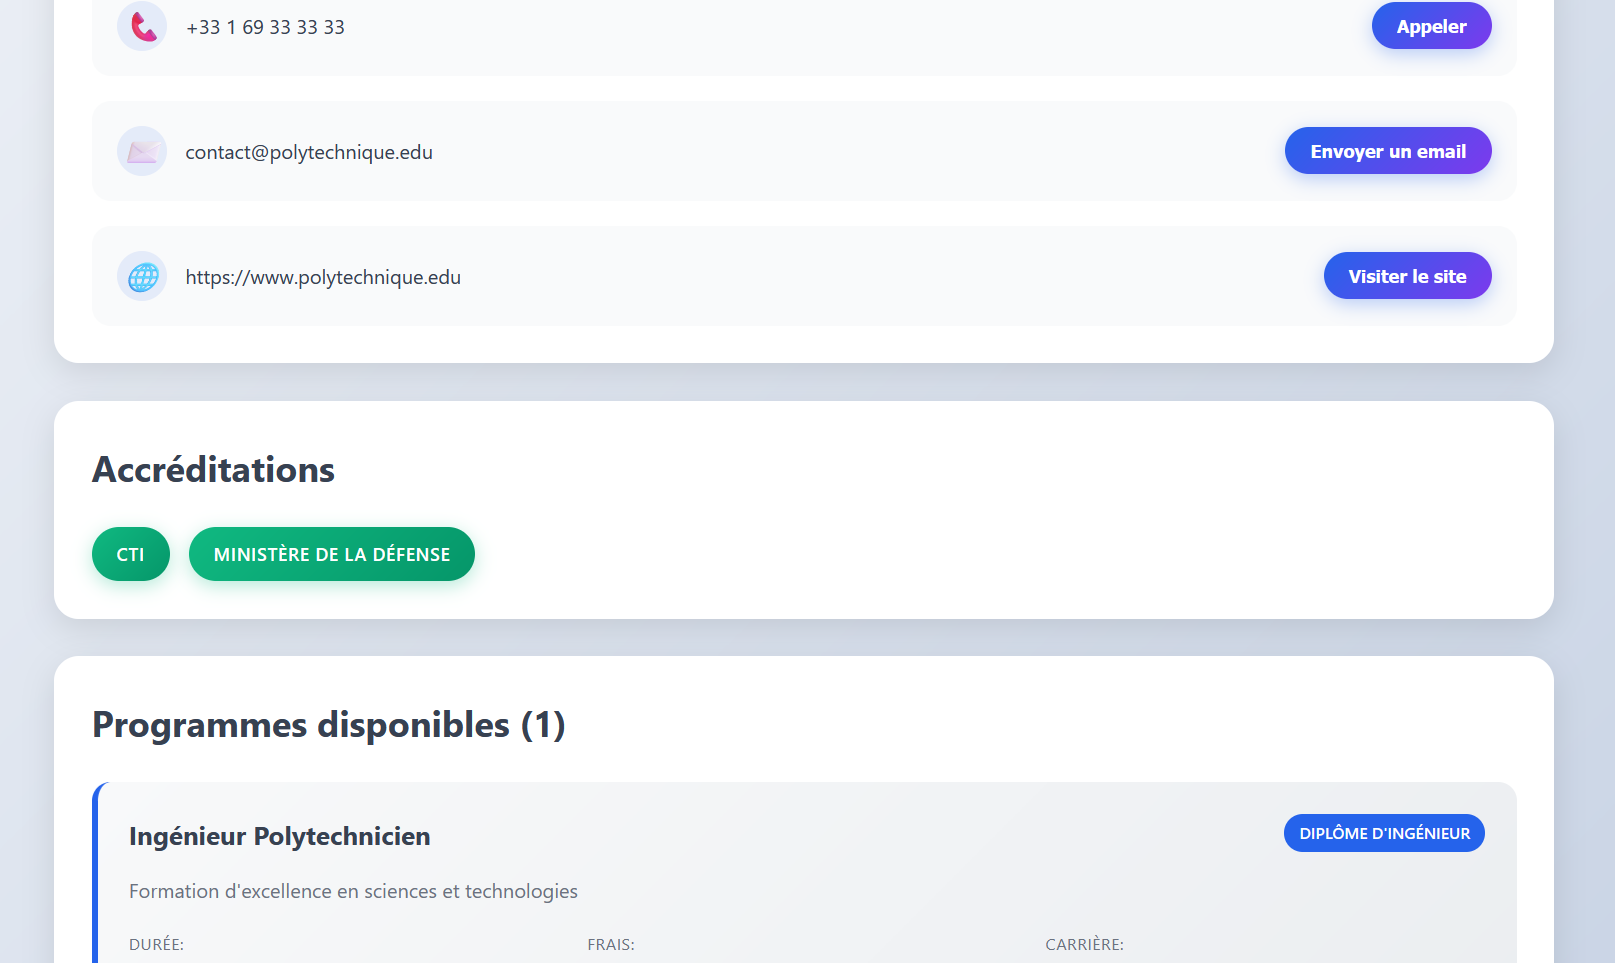 +33 1 69 33 33 33
Appeler
contact@polytechnique.edu
Envoyer un email
https://www.polytechnique.edu
Visiter le site
Accréditations
CTI
MINISTÈRE DE LA DÉFENSE
Programmes disponibles (1)
Ingénieur Polytechnicien
DIPLÔME D'INGÉNIEUR
Formation d'excellence en sciences et technologies
DURÉE:
FRAIS:
CARRIÈRE: